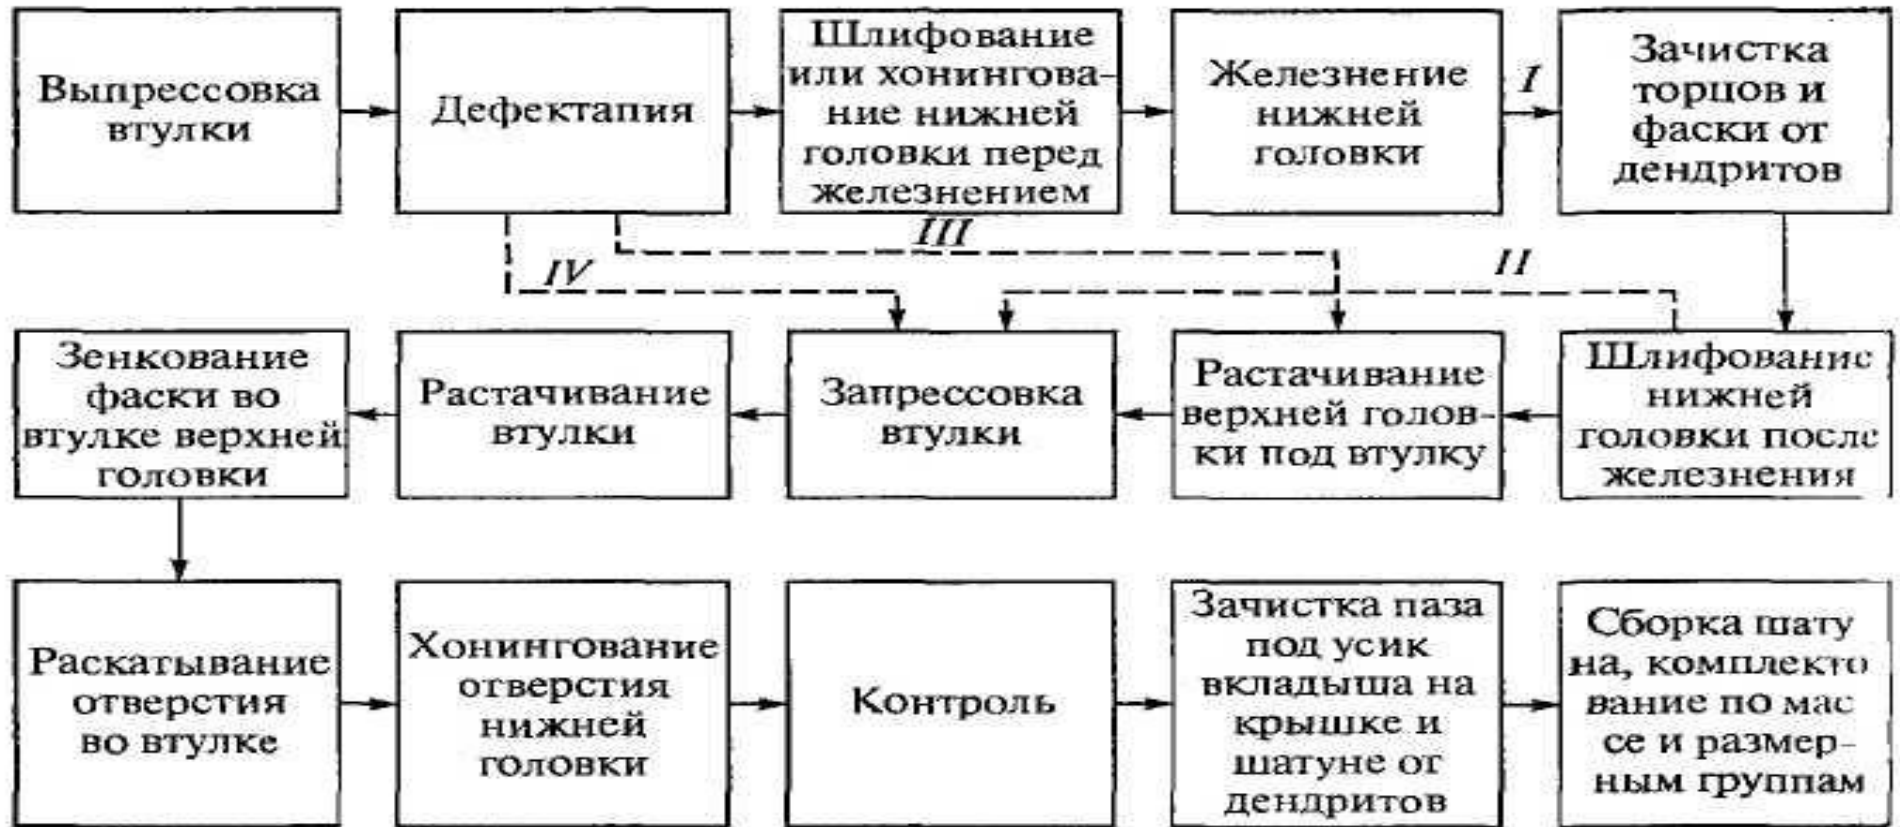 Выпрессовка
втулки
Дефектапия
Шлифование
или хонингова-
ние нижней
головки перед
железнением
Железнение
нижней
головки
I
Зачистка
торцов и
фаски от
дендритов
III
IV
II
Зенкование
фаски во
втулке верхней
головки
Растачивание
втулки
Запрессовка
втулки
Растачивание
верхней голов-
ки под втулку
Шлифование
нижней
головки после
железнения
Раскатывание
отверстия
во втулке
Хонингование
отверстия
нижней
головки
Контроль
Зачистка паза
под усик
вкладыша на
крышке и
шатуне от
дендритов
Сборка шату
на, комплекто
вание по мас
се и размер-
ным группам